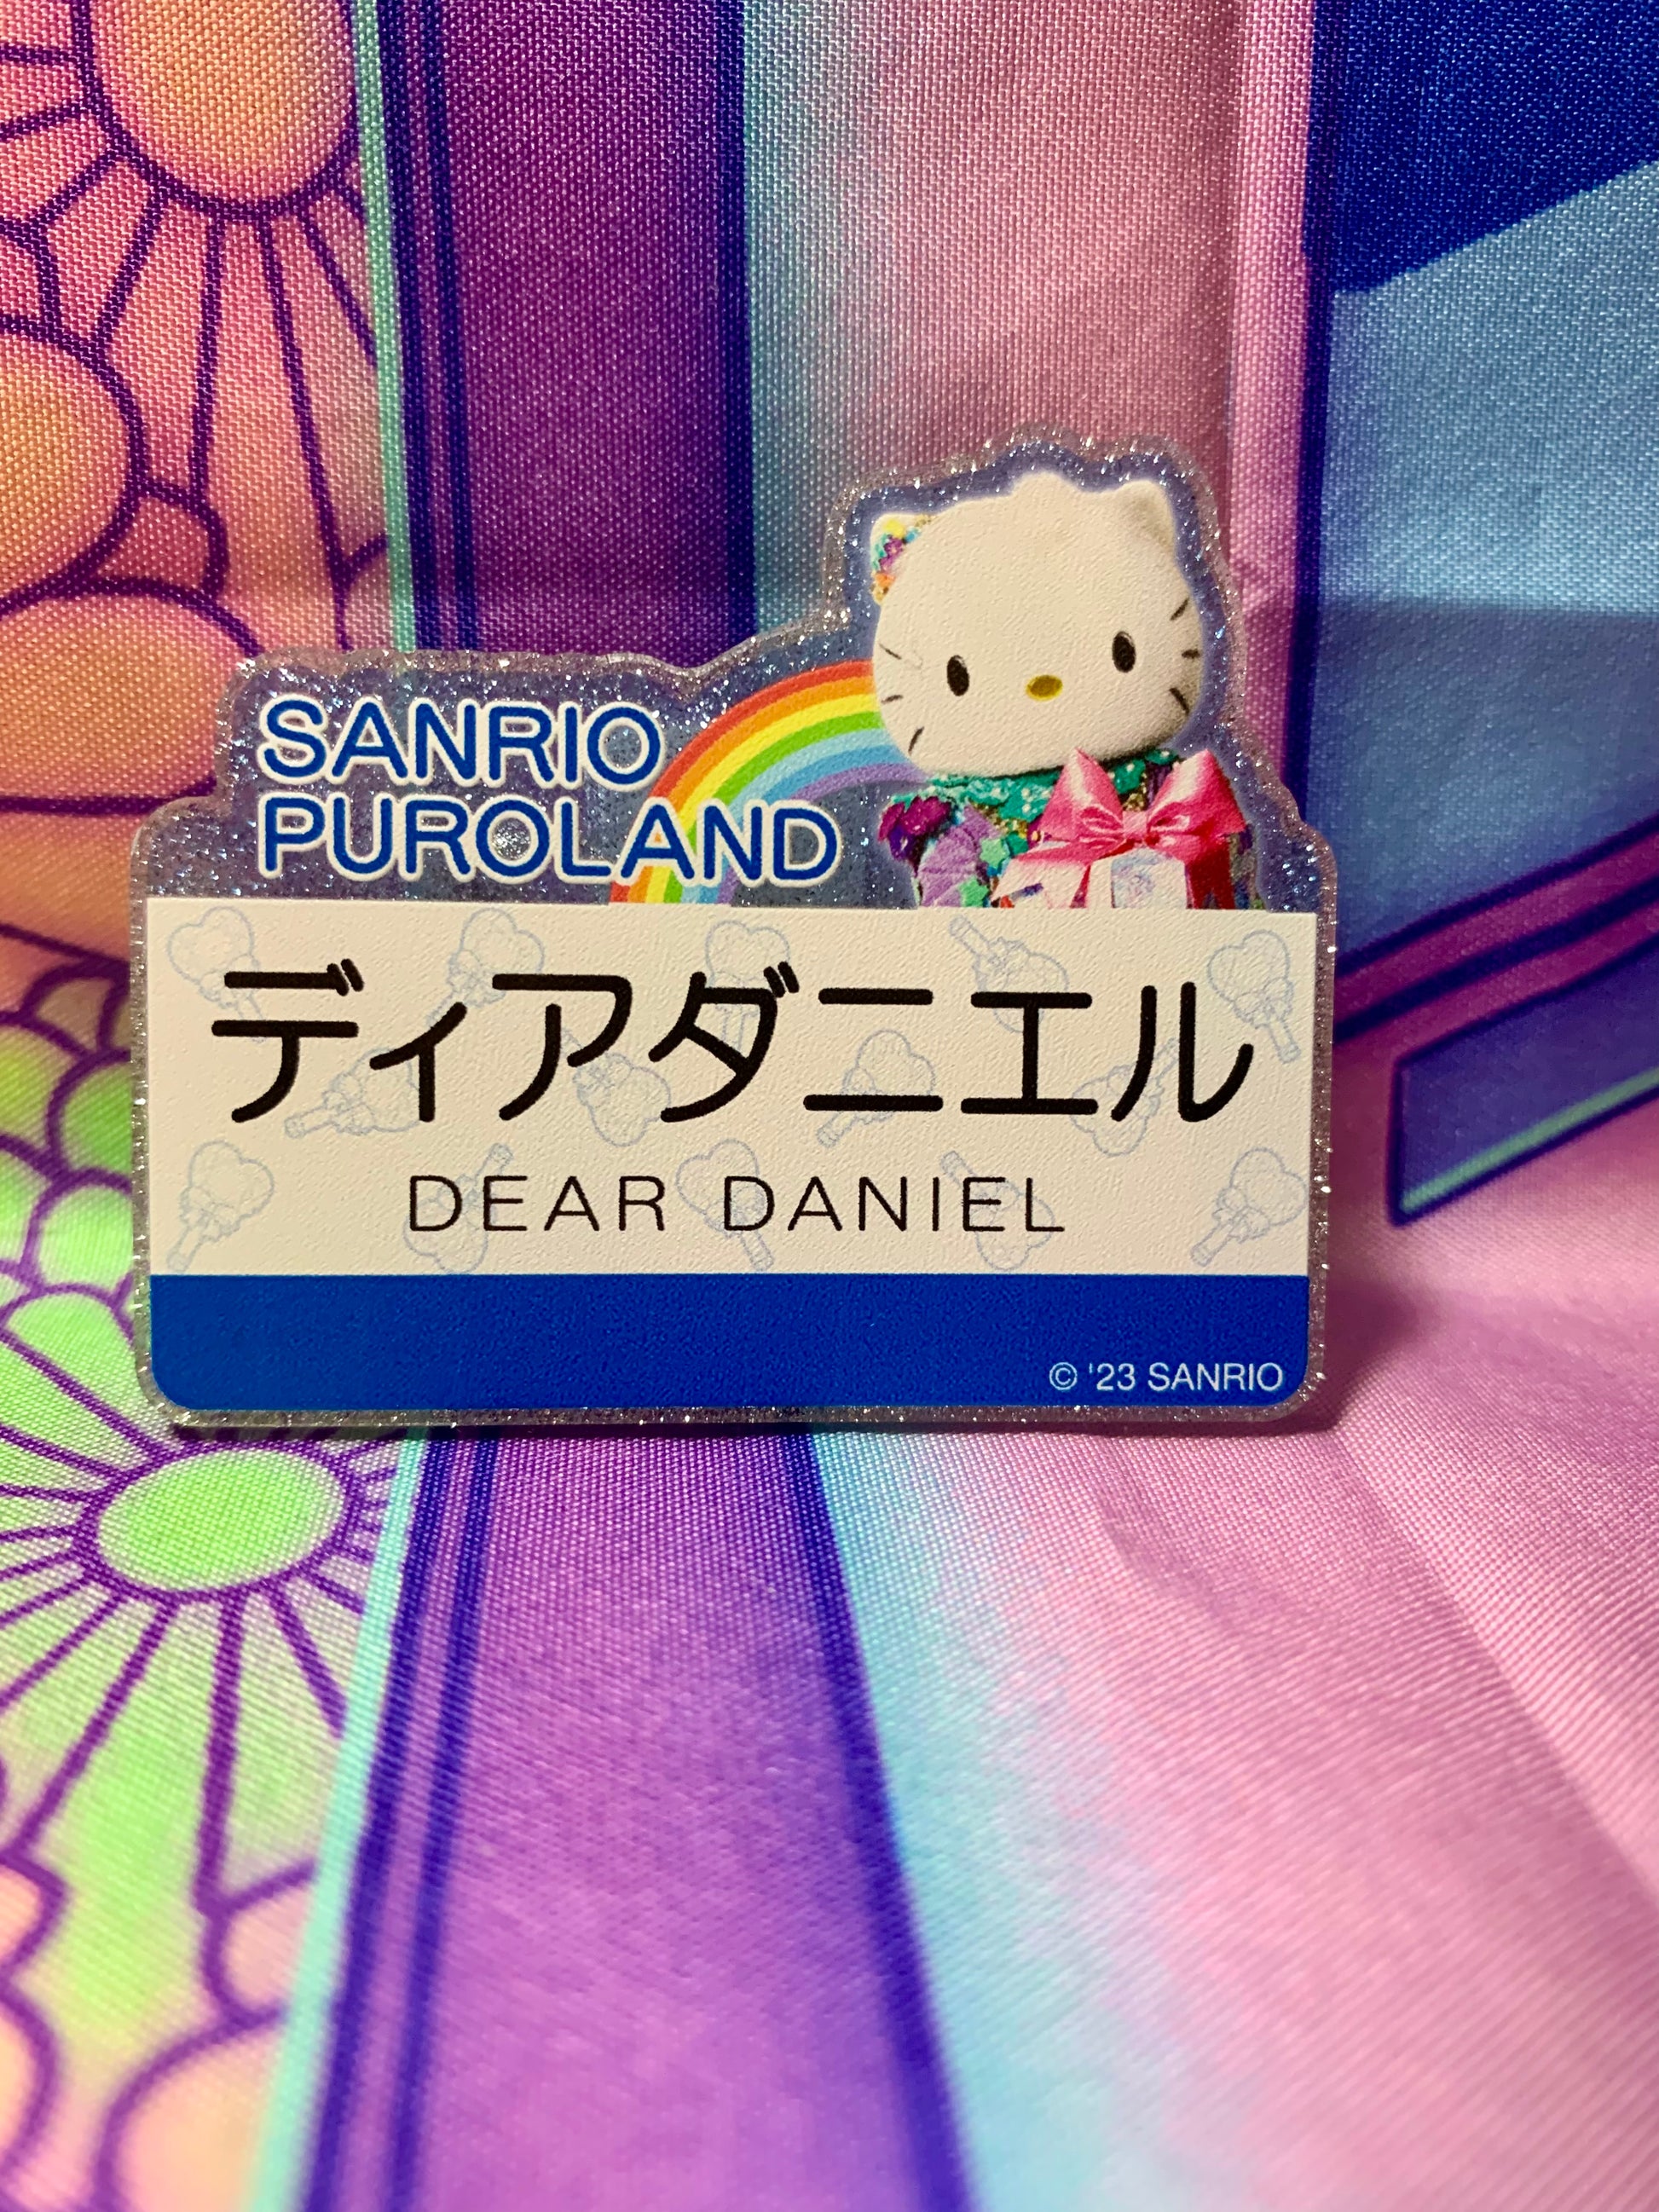 SANRIO
PUROLAND
ディアダニエル
DEAR DANIEL
© '23 SANRIO